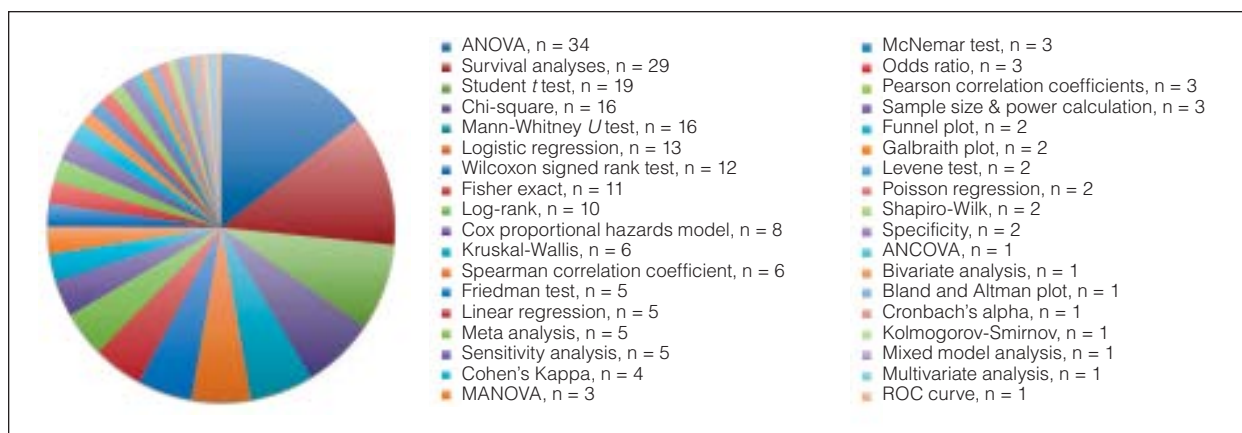 ANOVA, n = 34
Survival analyses, n = 29
Student t test, n = 19
Chi-square, n = 16
Mann-Whitney U test, n = 16
Logistic regression, n = 13
Wilcoxon signed rank test, n = 12
Fisher exact, n = 11
Log-rank, n = 10
Cox proportional hazards model, n = 8
Kruskal-Wallis, n = 6
Spearman correlation coefficient, n = 6
Friedman test, n = 5
Linear regression, n = 5
Meta analysis, n = 5
Sensitivity analysis, n = 5
Cohen's Kappa, n = 4
MANOVA, n = 3
McNemar test, n = 3
Odds ratio, n = 3
Pearson correlation coefficients, n = 3
Sample size & power calculation, n = 3
Funnel plot, n = 2
Galbraith plot, n = 2
Levene test, n = 2
Poisson regression, n = 2
Shapiro-Wilk, n = 2
Specificity, n = 2
ANCOVA, n = 1
Bivariate analysis, n = 1
Bland and Altman plot, n = 1
Cronbach's alpha, n = 1
Kolmogorov-Smirnov, n = 1
Mixed model analysis, n = 1
Multivariate analysis, n = 1
ROC curve, n = 1